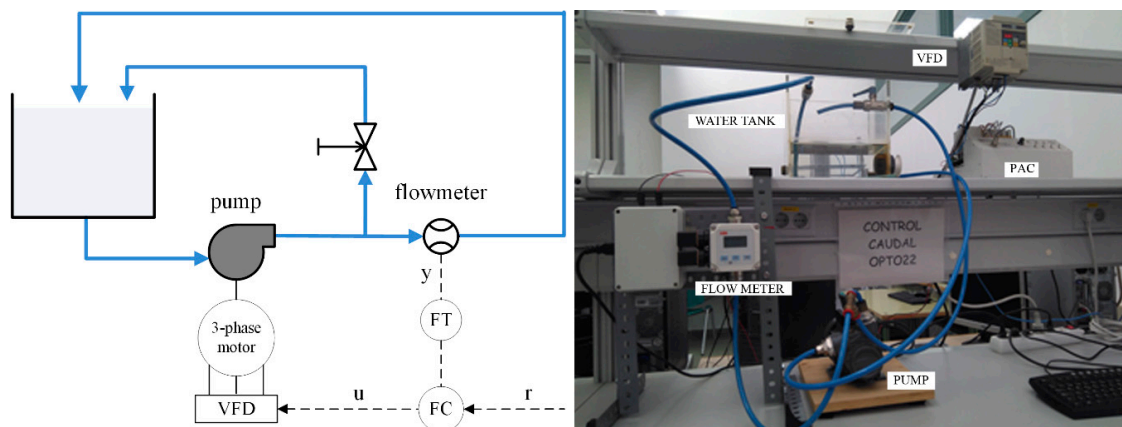 pump
flowmeter
y
3-phase
motor
FT
VFD
u
FC
r
VFD
WATER TANK
PAC
CONTROL
CAUDAL
OPTO22
FLOW METER
PUMP